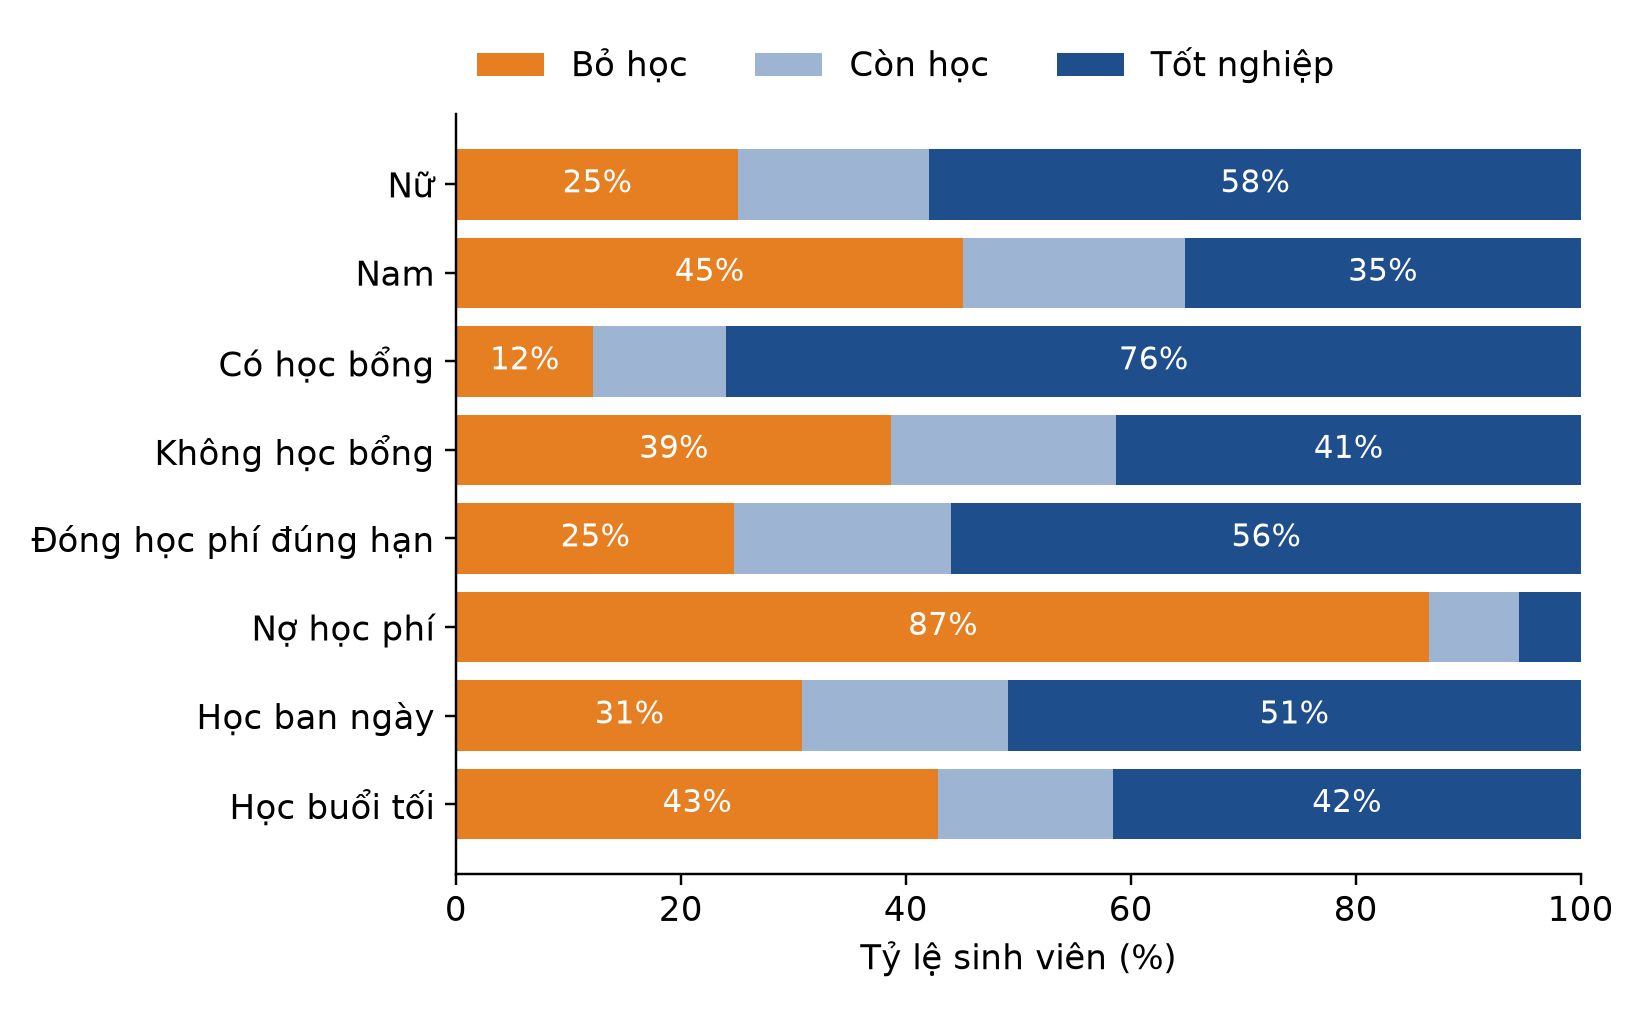 Bỏ học Còn học Tốt nghiệp
Nữ 25% 58%
Nam 45% 35%
Có học bổng 12% 76%
Không học bổng 39% 41%
Đóng học phí đúng hạn 25% 56%
Nợ học phí 87%
Học ban ngày 31% 51%
Học buổi tối 43% 42%
0 20 40 60 80 100
Tỷ lệ sinh viên (%)